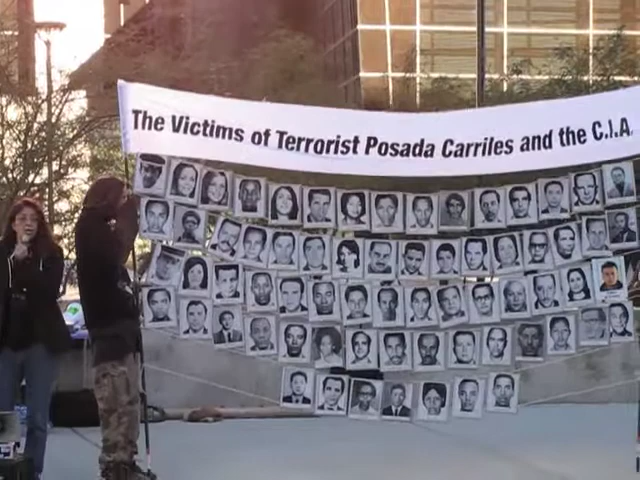 The Victims of Terrorist Posada Carriles and the C.I.A.